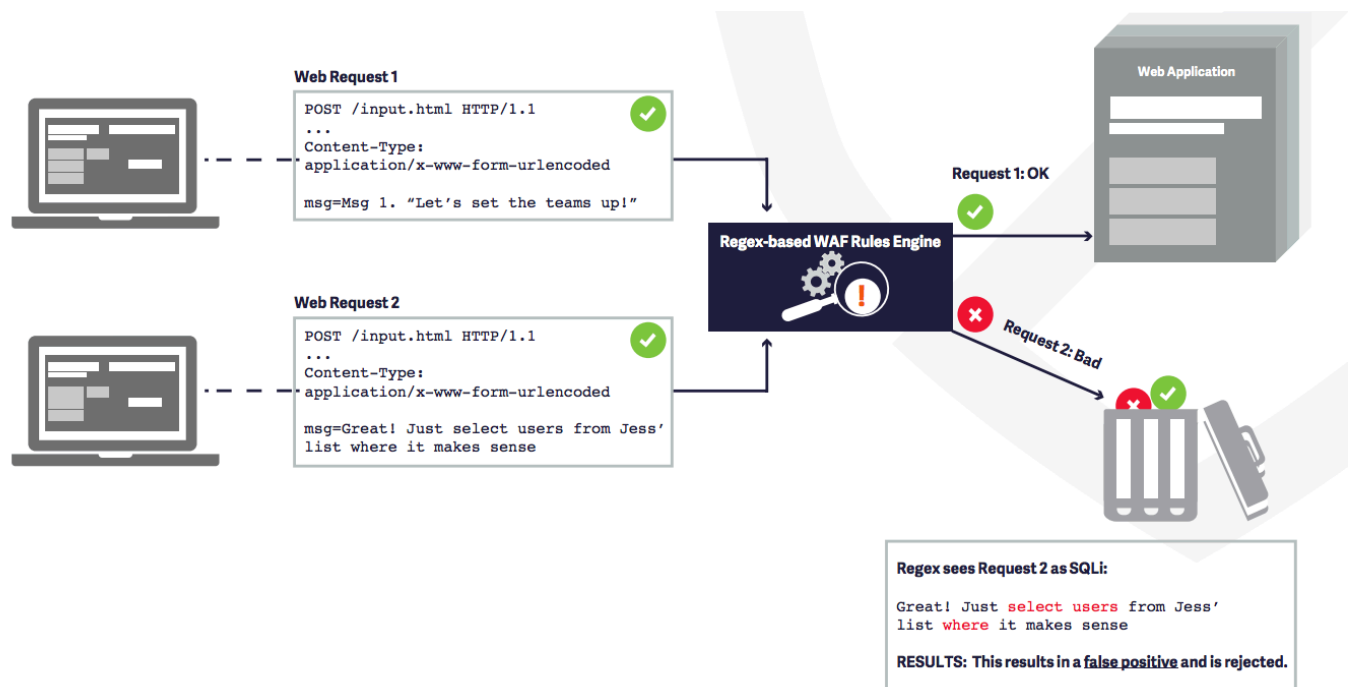 Web Request 1
POST /input.html HTTP/1.1
...
Content-Type:
application/x-www-form-urlencoded
msg=Msg 1. “Let’s set the teams up!”
Web Request 2
POST /input.html HTTP/1.1
...
Content-Type:
application/x-www-form-urlencoded
msg=Great! Just select users from Jess’
list where it makes sense
Regex-based WAF Rules Engine
!
Request 1: OK
Web Application
Request 2: Bad
Regex sees Request 2 as SQLi:
Great! Just select users from Jess’
list where it makes sense
RESULTS: This results in a false positive and is rejected.